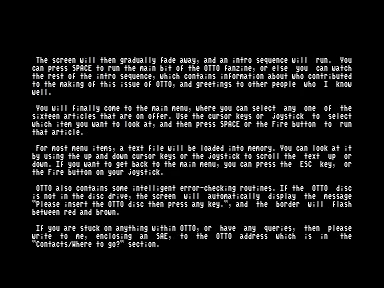 The screen will then gradually fade away, and an intro sequence will run. You
can press SPACE to run the main bit of the OTTO fanzine, or else you can watch
the rest of the intro sequence, which contains information about who contributed
to the making of this issue of OTTO, and greetings to other people who I know
well.
You will finally come to the main menu, where you can select any one of the
sixteen articles that are on offer. Use the cursor keys or joystick to select
which item you want to look at, and then press SPACE or the Fire button to run
that article.
For most menu items, a text file will be loaded into memory. You can look at it
by using the up and down cursor keys or the joystick to scroll the text up or
down. If you want to get back to the main menu, you can press the ESC key, or
the Fire button on your joystick.
OTTO also contains some intelligent error-checking routines. If the OTTO disc
is not in the disc drive, the screen will automatically display the message
"Please insert the OTTO disc then press any key.", and the border will flash
between red and brown.
If you are stuck on anything within OTTO, or have any queries, then please
write to me, enclosing an SAE, to the OTTO address which is in the
"Contacts/Where to go?" section.